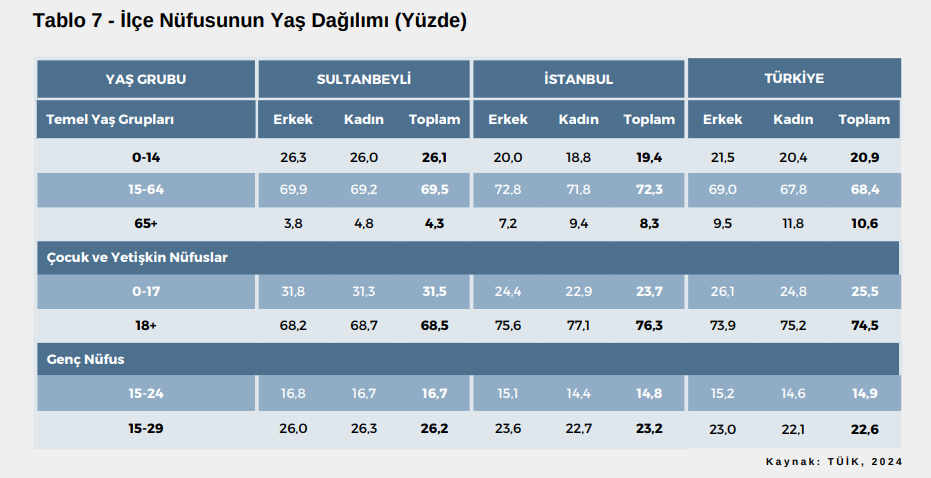 Tablo 7 - İlçe Nüfusunun Yaş Dağılımı (Yüzde)
YAŞ GRUBU SULTANBEYLİ İSTANBUL TÜRKİYE
Temel Yaş Grupları Erkek Kadın Toplam Erkek Kadın Toplam Erkek Kadın Toplam
0-14 26,3 26,0 26,1 20,0 18,8 19,4 21,5 20,4 20,9
15-64 69,9 69,2 69,5 72,8 71,8 72,3 69,0 67,8 68,4
65+ 3,8 4,8 4,3 7,2 9,4 8,3 9,5 11,8 10,6
Çocuk ve Yetişkin Nüfuslar
0-17 31,8 31,3 31,5 24,4 22,9 23,7 26,1 24,8 25,5
18+ 68,2 68,7 68,5 75,6 77,1 76,3 73,9 75,2 74,5
Genç Nüfus
15-24 16,8 16,7 16,7 15,1 14,4 14,8 15,2 14,6 14,9
15-29 26,0 26,3 26,2 23,6 22,7 23,2 23,0 22,1 22,6
Kaynak: TÜİK, 2024